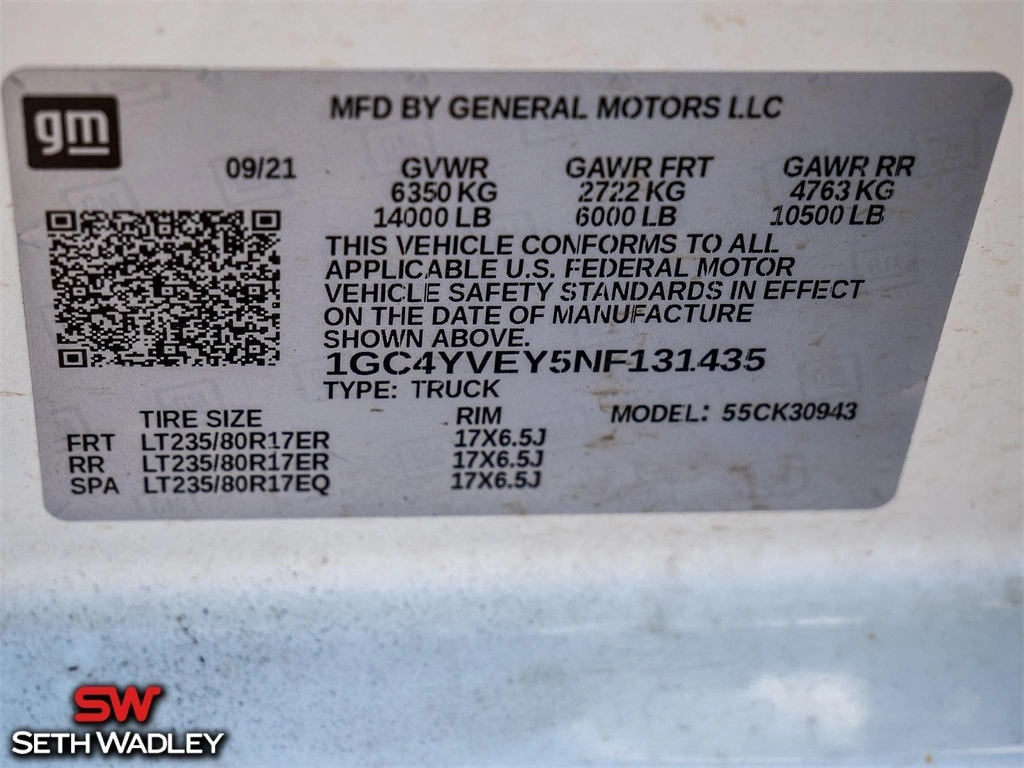 gm
MFD BY GENERAL MOTORS LLC
09/21 GVWR GAWR FRT GAWR RR
6350 KG 2722 KG 4763 KG
14000 LB 6000 LB 10500 LB
THIS VEHICLE CONFORMS TO ALL
APPLICABLE U.S. FEDERAL MOTOR
VEHICLE SAFETY STANDARDS IN EFFECT
ON THE DATE OF MANUFACTURE
SHOWN ABOVE.
1GC4YVEY5NF131435
TYPE: TRUCK
TIRE SIZE RIM MODEL: 55CK30943
FRT LT235/80R17ER 17X6.5J
RR LT235/80R17ER 17X6.5J
SPA LT235/80R17EQ 17X6.5J
SW
SETH WADLEY